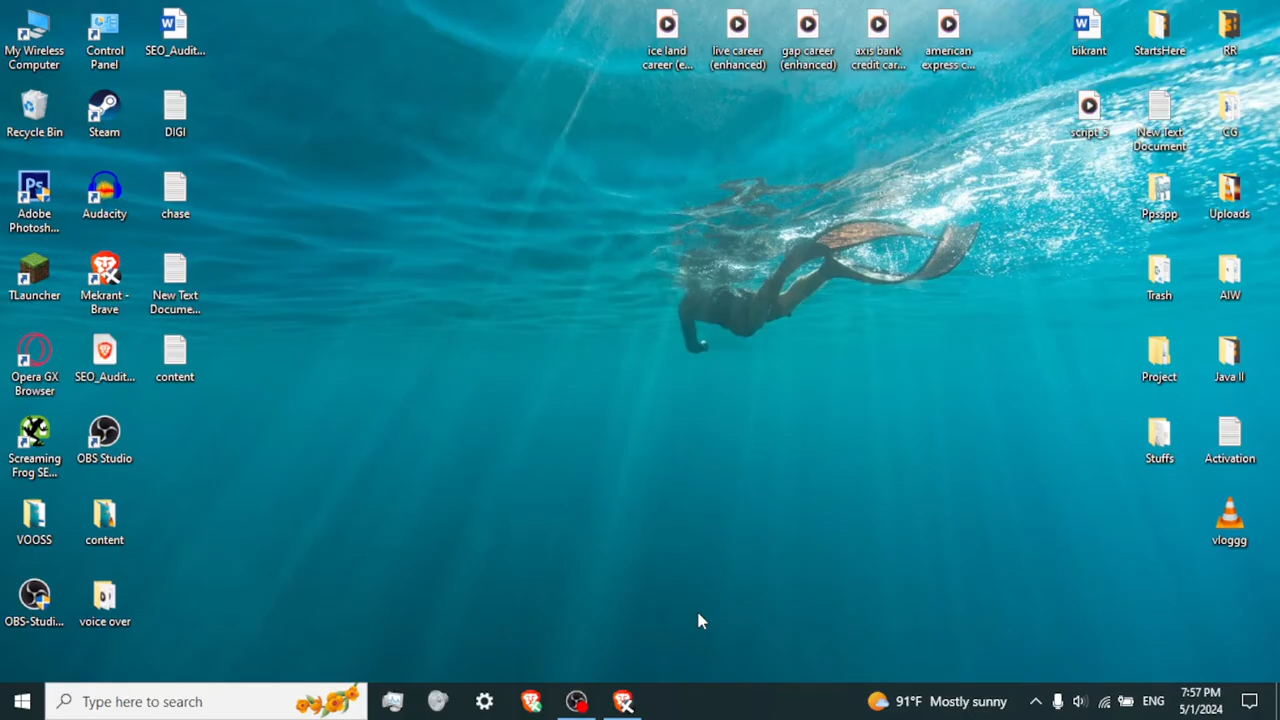 My Wireless
Computer
Control
Panel
SEO_Audit...
ice land
career (e...
live career
(enhanced)
gap career
(enhanced)
axis bank
credit car...
american
express c...
bikrant
StartsHere
RR
Recycle Bin
Steam
DIGI
script_5
New Text
Document
CG
Adobe
Photosh...
Audacity
chase
Ppsspp
Uploads
TLauncher
Mekrant -
Brave
New Text
Docume...
Trash
AIW
Opera GX
Browser
SEO_Audit...
content
Project
Java II
Screaming
Frog SE...
OBS Studio
Stuffs
Activation
VOOSS
content
vloggg
OBS-Studi...
voice over
Type here to search
91°F Mostly sunny
ENG
7:57 PM
5/1/2024